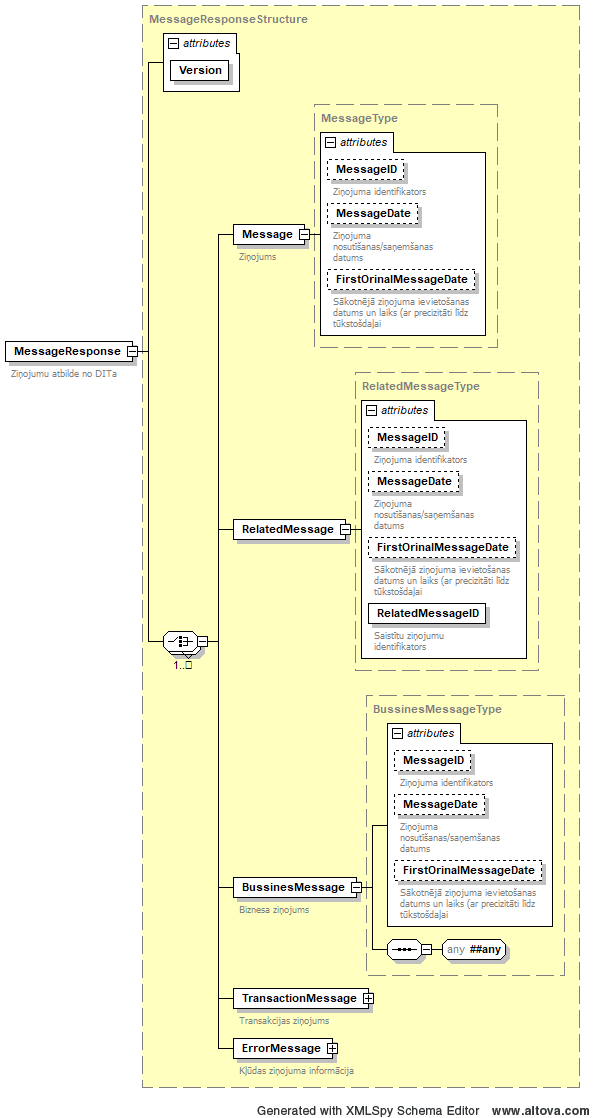 MessageResponseStructure
attributes
Version
MessageType
attributes
MessageID
Ziņojuma identifikators
MessageDate
Ziņojuma
nosutīšanas/saņemšanas
datums
FirstOrinalMessageDate
Sākotnējā ziņojuma ievietošanas
datums un laiks (ar precizitāti līdz
tūkstošdaļai
Message
Ziņojums
MessageResponse
Ziņojumu atbilde no DITa
RelatedMessageType
attributes
MessageID
Ziņojuma identifikators
MessageDate
Ziņojuma
nosutīšanas/saņemšanas
datums
FirstOrinalMessageDate
Sākotnējā ziņojuma ievietošanas
datums un laiks (ar precizitāti līdz
tūkstošdaļai
RelatedMessageID
Saistītu ziņojumu
identifikators
RelatedMessage
1..
BussinesMessageType
attributes
MessageID
Ziņojuma identifikators
MessageDate
Ziņojuma
nosutīšanas/saņemšanas
datums
FirstOrinalMessageDate
Sākotnējā ziņojuma ievietošanas
datums un laiks (ar precizitāti līdz
tūkstošdaļai
BussinesMessage
Biznesa ziņojums
any ##any
TransactionMessage
Transakcijas ziņojums
ErrorMessage
Kļūdas ziņojuma informācija
Generated with XMLSpy Schema Editor www.altova.com